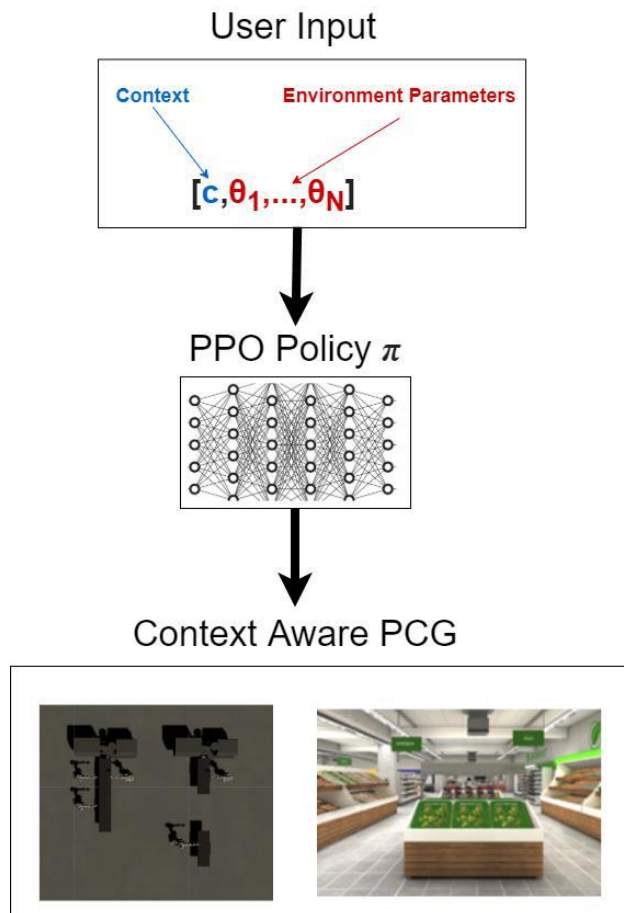 User Input
Context
Environment Parameters
[c,θ1,...,θN]
PPO Policy π
Context Aware PCG